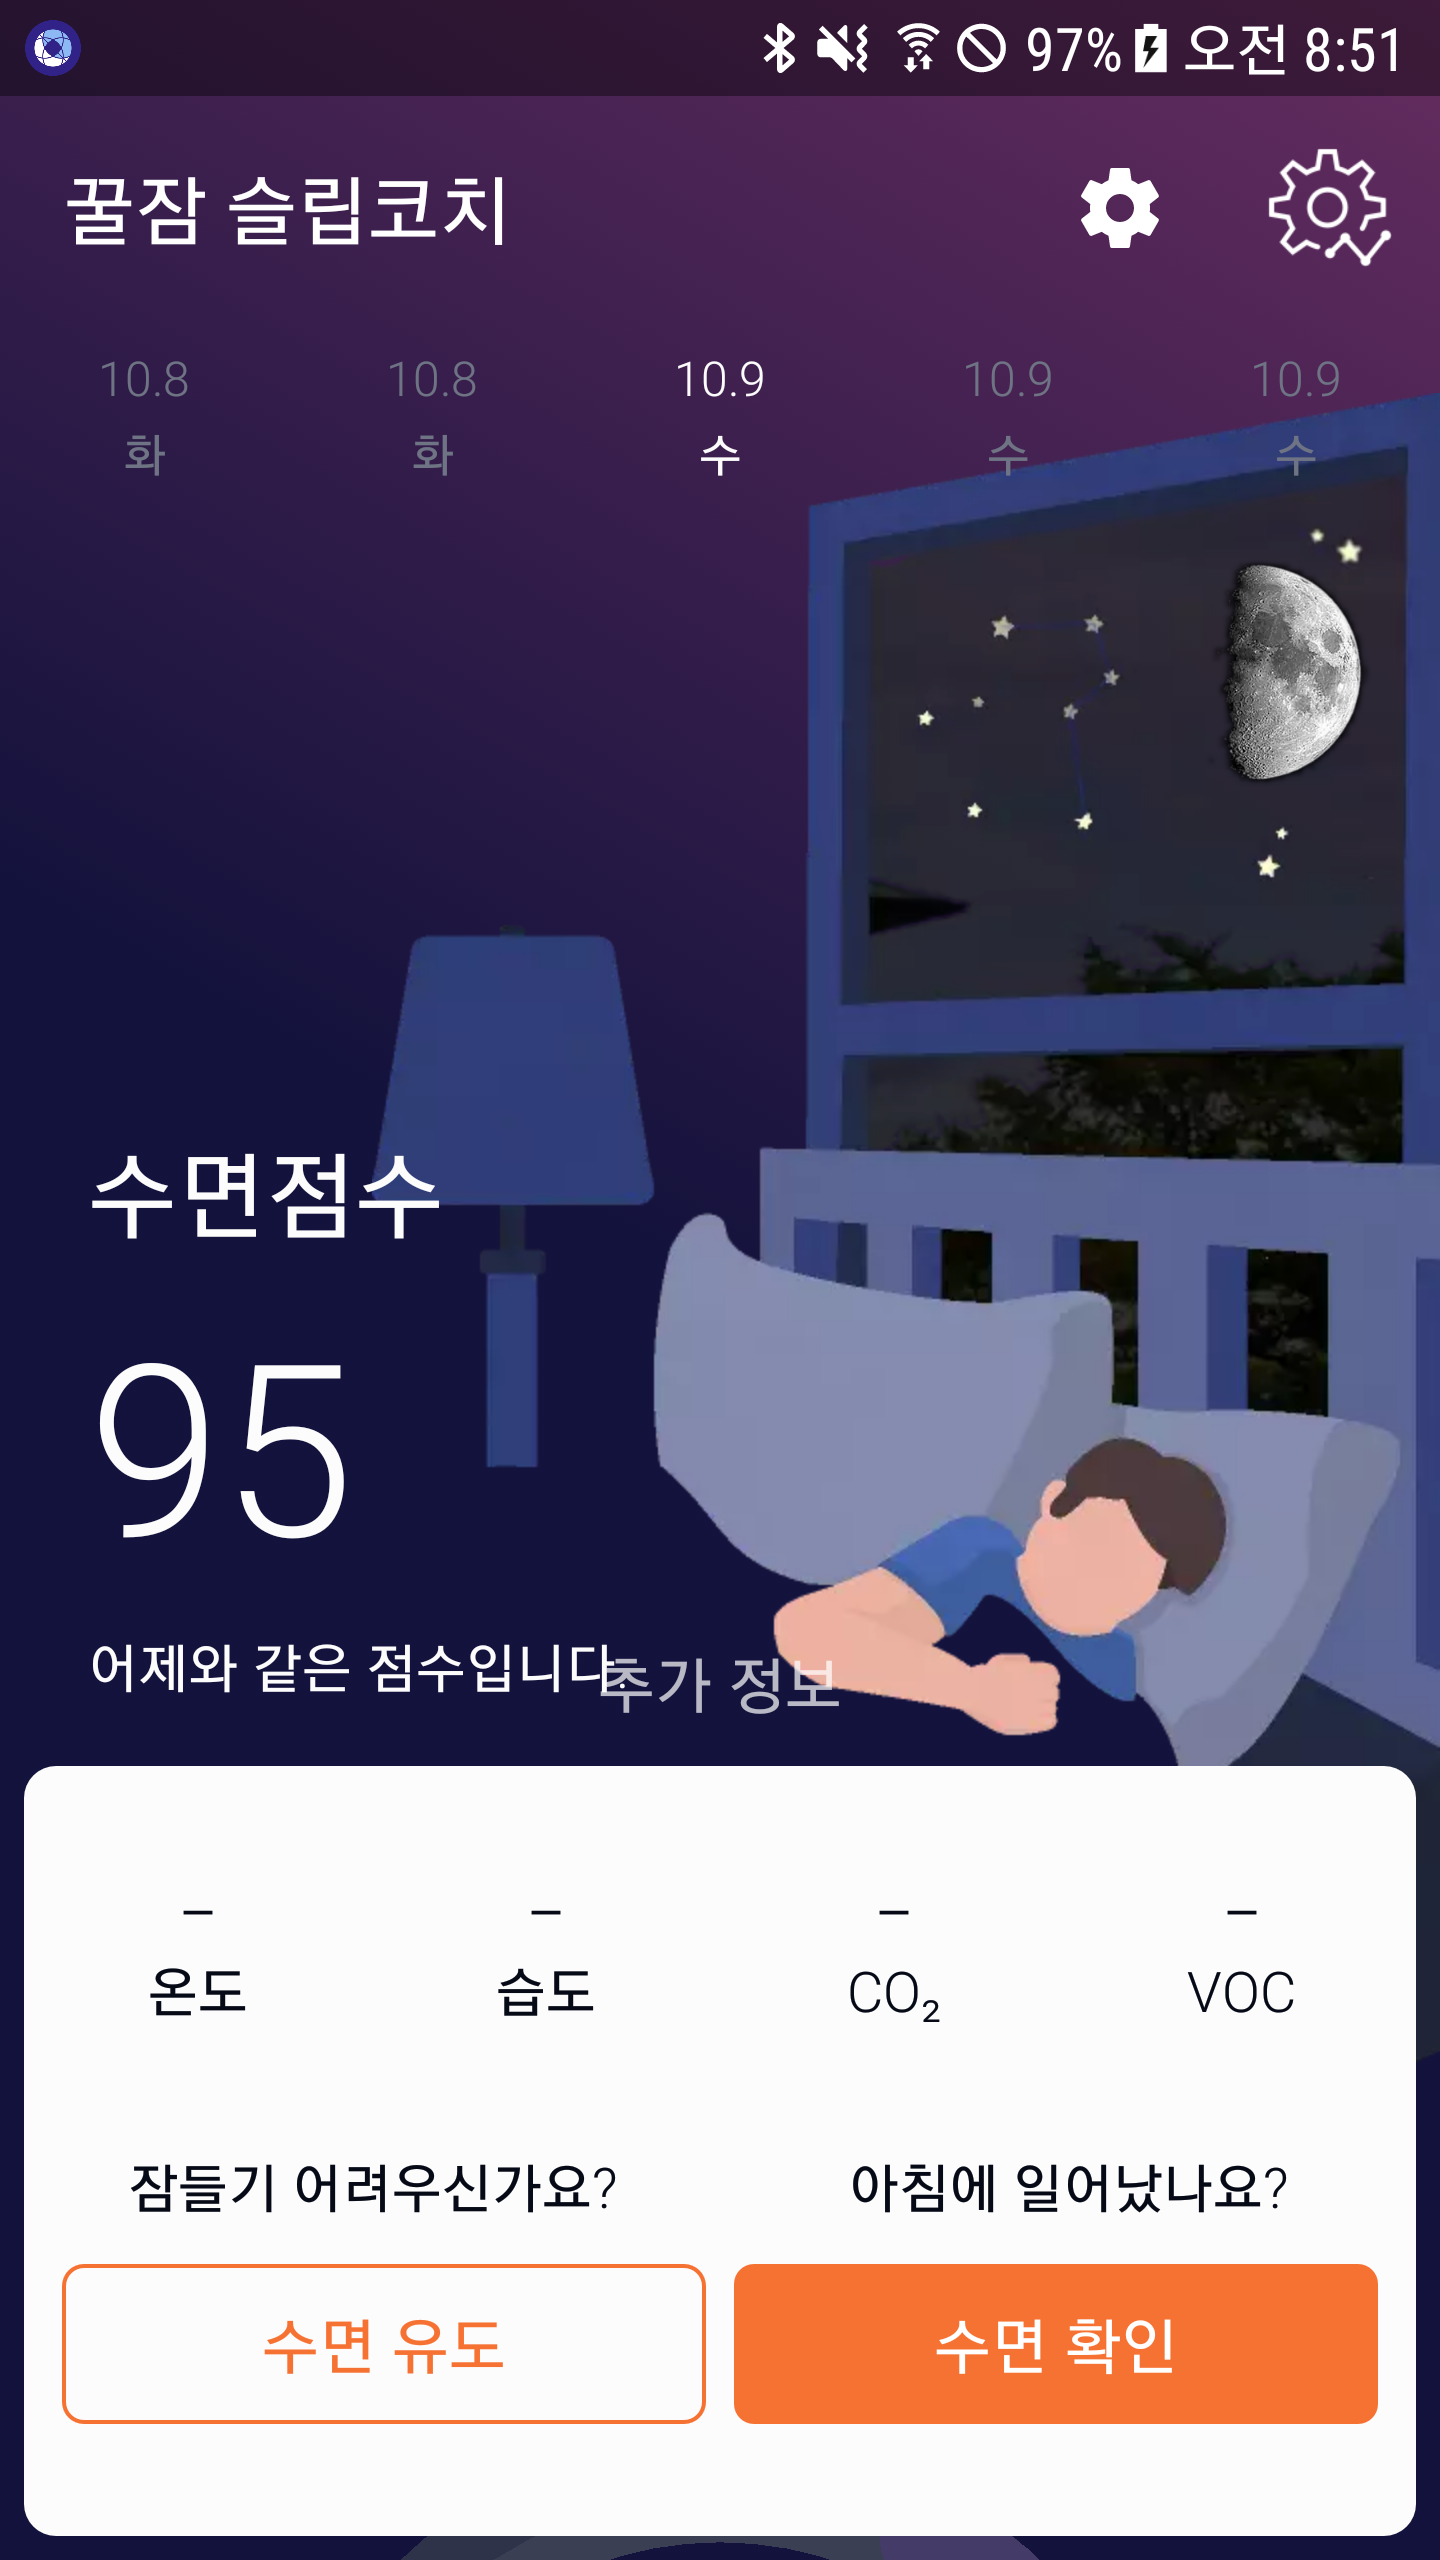 97% 오전 8:51
꿀잠 슬립코치
10.8 10.8 10.9 10.9 10.9
화 화 수 수 수
수면점수
95
어제와 같은 점수입니다.
추가 정보
– – – –
온도 습도 CO₂ VOC
잠들기 어려우신가요? 아침에 일어났나요?
수면 유도 수면 확인